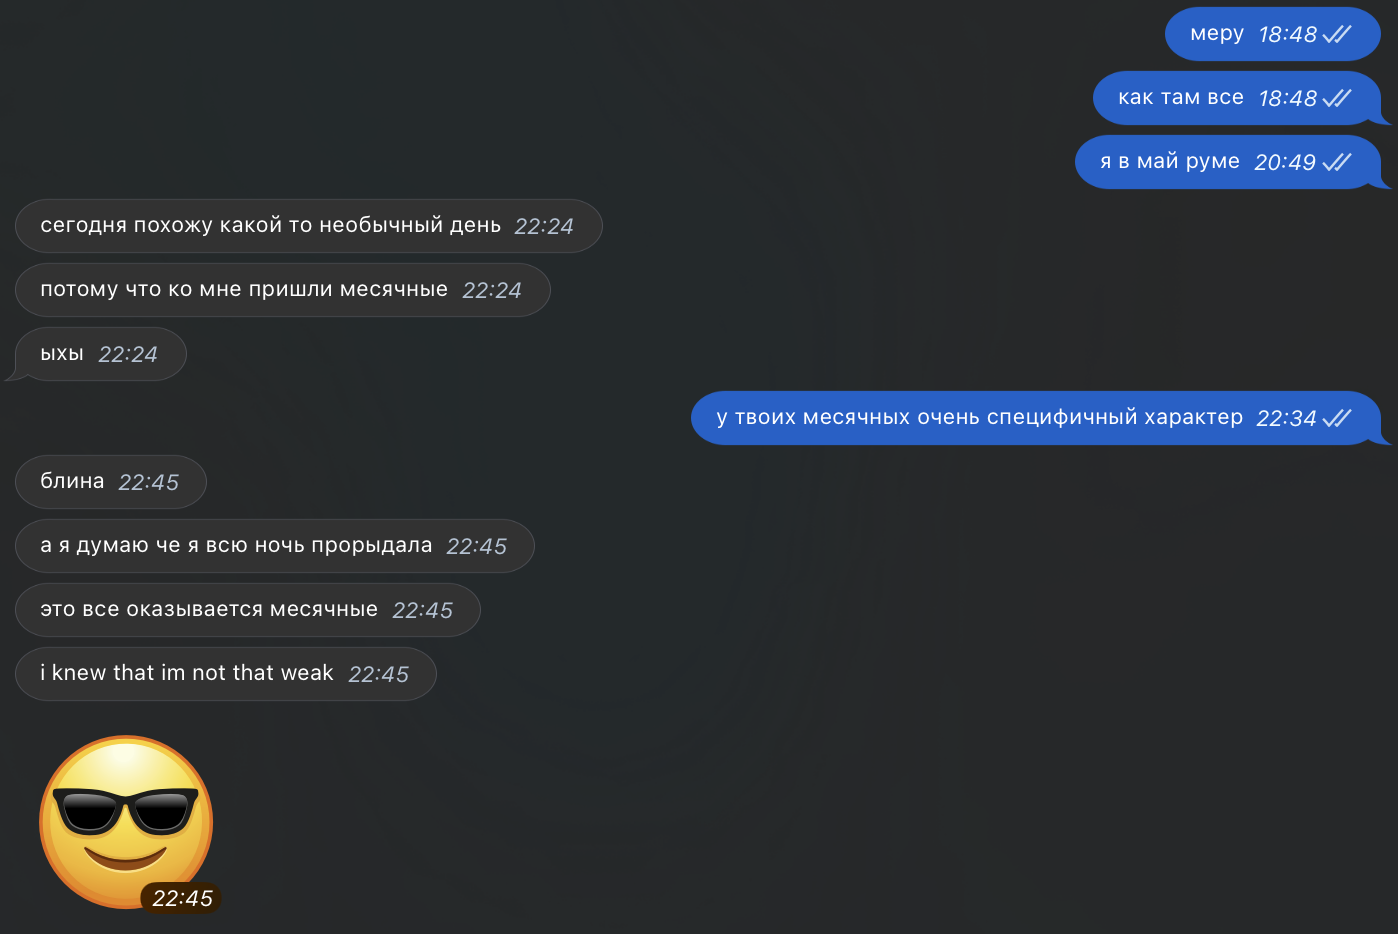 меру 18:48
как там все 18:48
я в май руме 20:49
сегодня похожу какой то необычный день 22:24
потому что ко мне пришли месячные 22:24
ыхы 22:24
у твоих месячных очень специфичный характер 22:34
блина 22:45
а я думаю че я всю ночь прорыдала 22:45
это все оказывается месячные 22:45
i knew that im not that weak 22:45
22:45